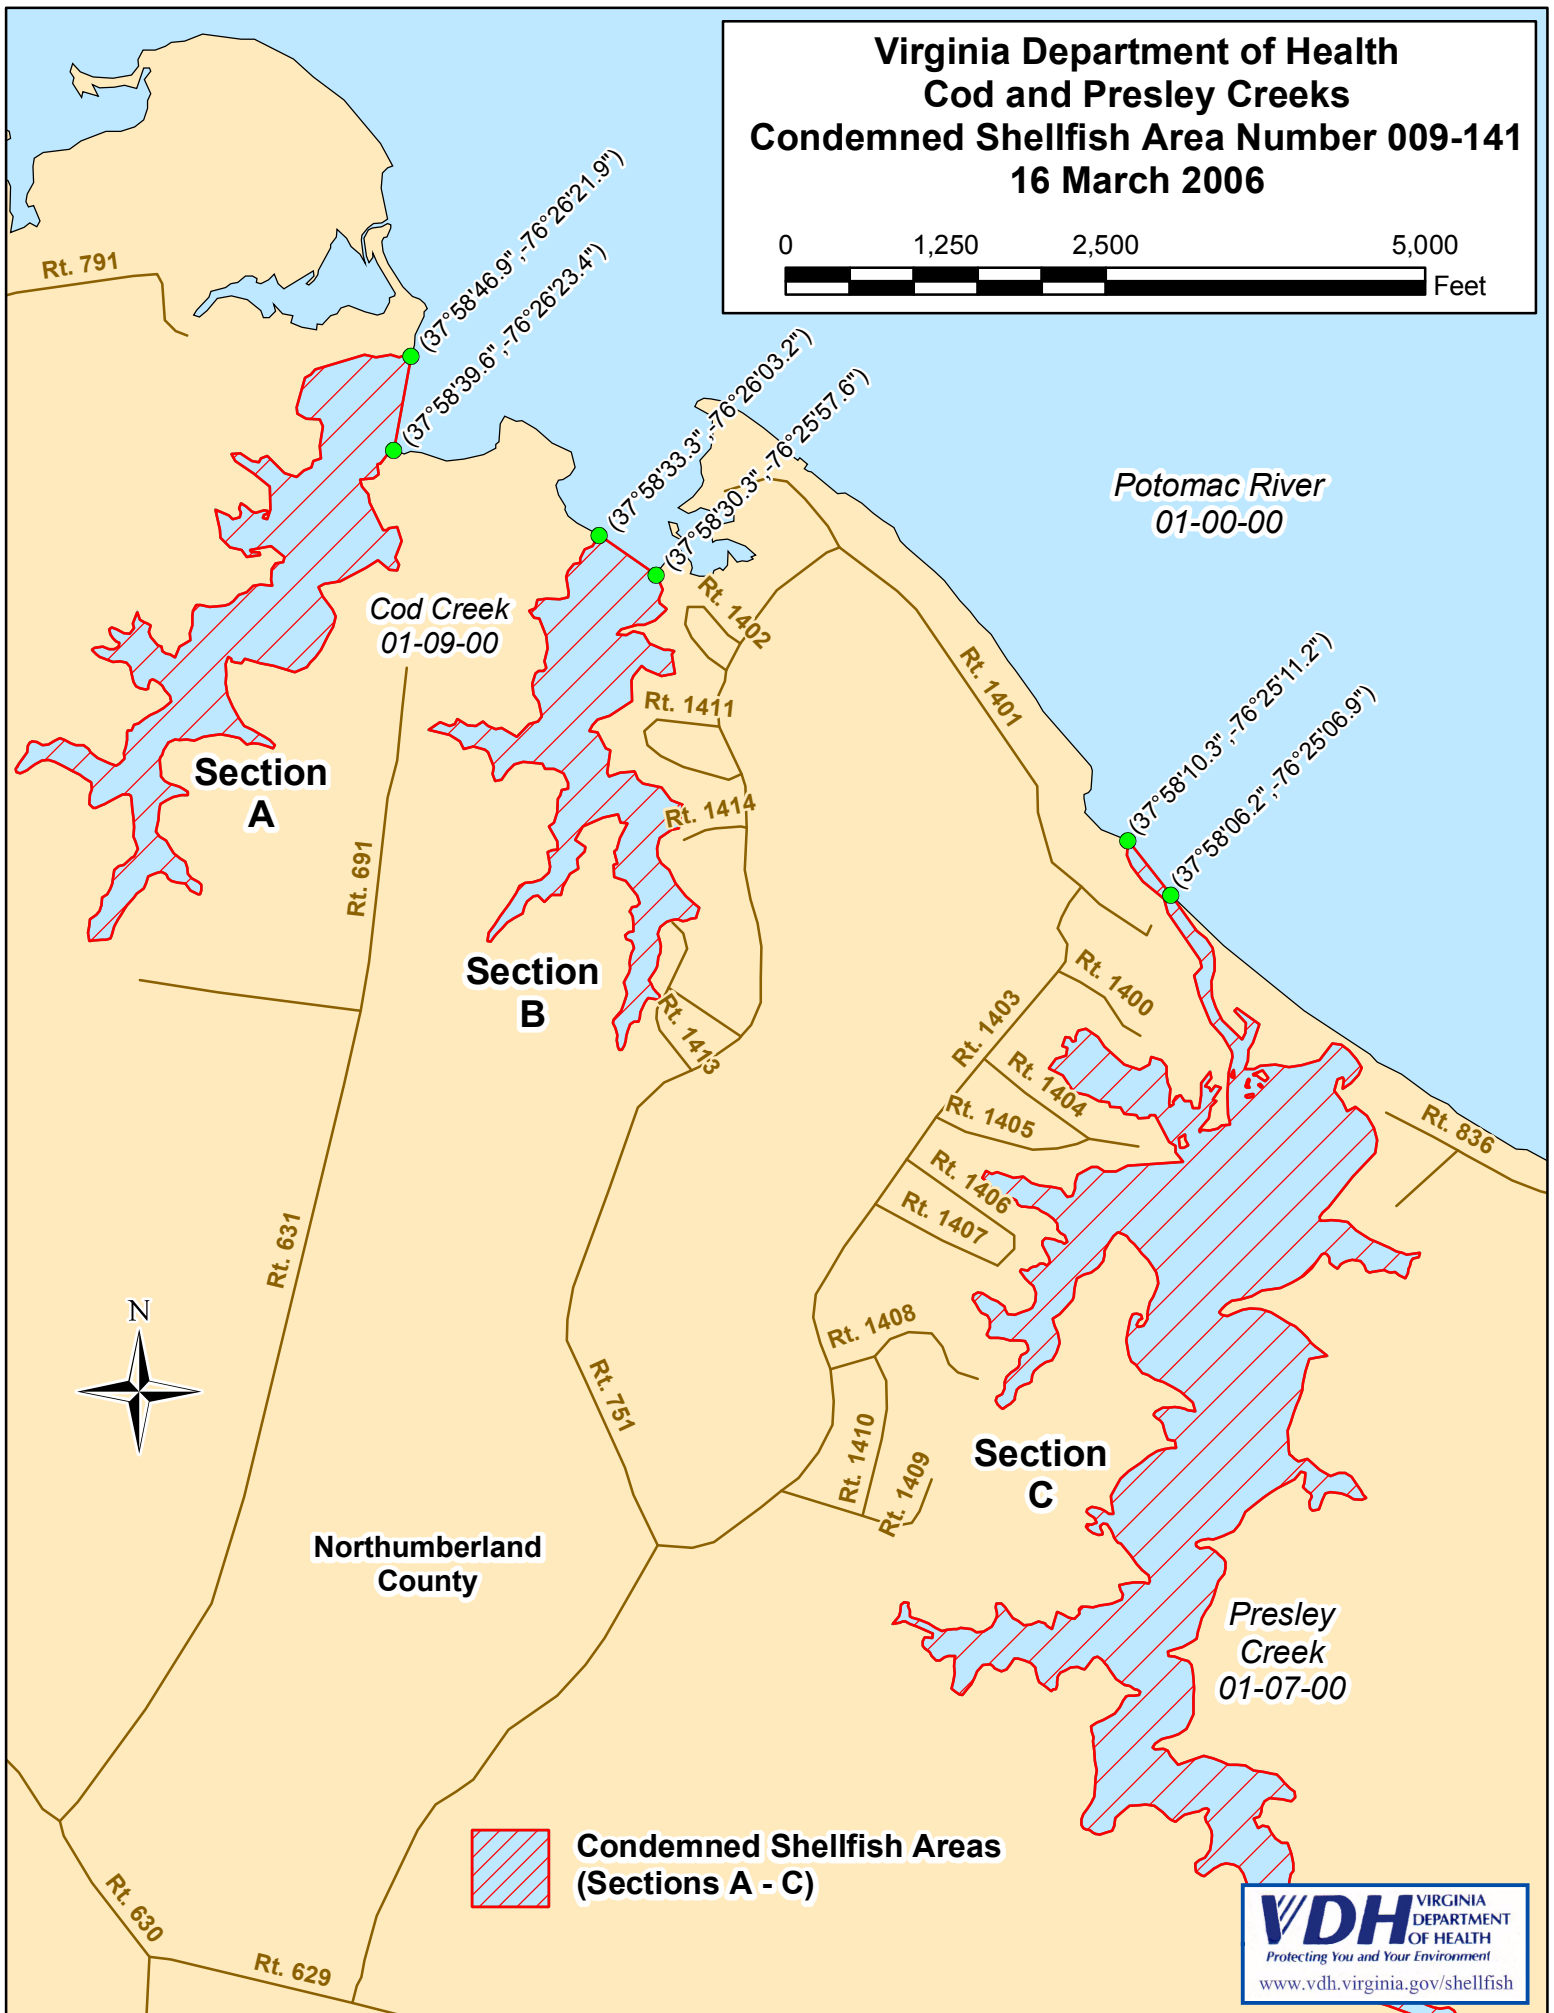 Virginia Department of Health
Cod and Presley Creeks
Condemned Shellfish Area Number 009-141
16 March 2006
0 1,250 2,500 5,000
Feet
Rt. 791
(37°58'46.9",-76°26'21.9")
(37°58'39.6",-76°26'23.4")
(37°58'33.3",-76°26'03.2")
(37°58'30.3",-76°25'57.6")
Potomac River
01-00-00
Cod Creek
01-09-00
Rt. 1402
Rt. 1401
(37°58'10.3",-76°25'11.2")
(37°58'06.2",-76°25'06.9")
Rt. 1411
Section
A
Rt. 1414
Rt. 691
Section
B
Rt. 1400
Rt. 1403
Rt. 1413
Rt. 1404
Rt. 1405
Rt. 836
Rt. 1406
Rt. 1407
Rt. 631
N
Rt. 1408
Rt. 751
Rt. 1410
Rt. 1409
Section
C
Northumberland
County
Presley
Creek
01-07-00
Condemned Shellfish Areas
(Sections A - C)
Rt. 630
Rt. 629
VDH
VIRGINIA
DEPARTMENT
OF HEALTH
Protecting You and Your Environment
www.vdh.virginia.gov/shellfish